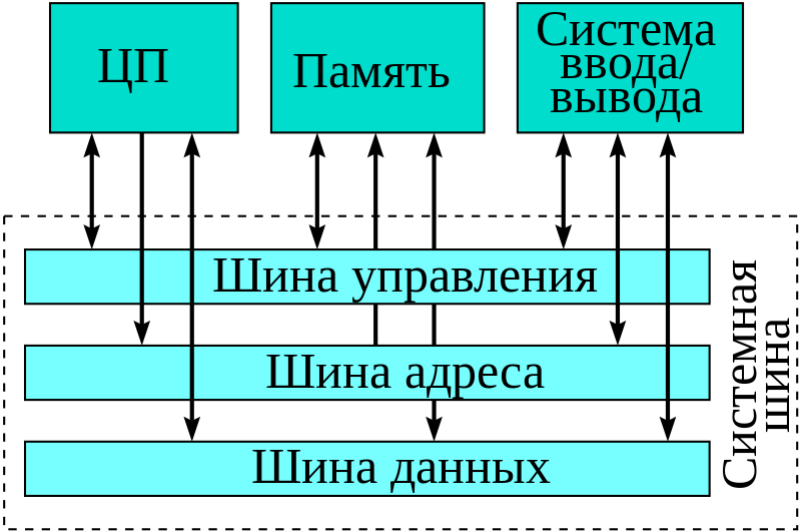 ЦП
Память
Система
ввода/
вывода
Шина управления
Шина адреса
Шина данных
Системная
шина